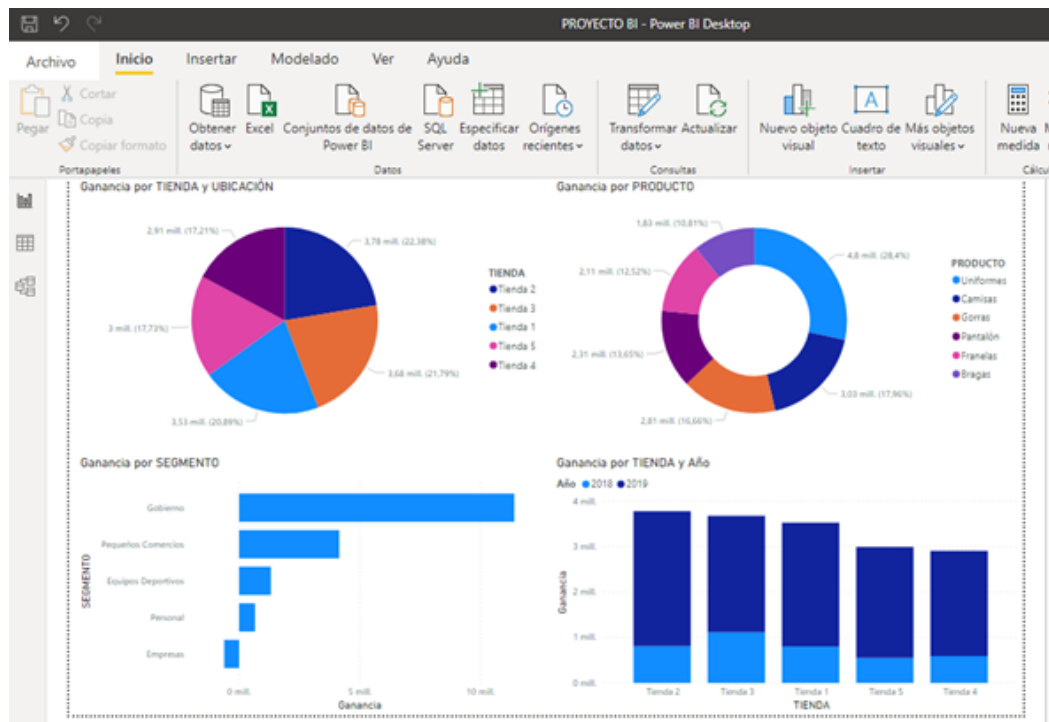 PROYECTO BI - Power BI Desktop
Archivo Inicio Insertar Modelado Ver Ayuda
Pegar
Cortar
Copia
Copiar formato
Portapapeles
Obtener datos
Excel
Conjuntos de datos de Power BI
SQL Server
Especificar datos
Orígenes recientes
Datos
Transformar datos
Actualizar
Consultas
Nuevo objeto visual
Cuadro de texto
Más objetos visuales
Insertar
Nueva medida
Cálcu
Ganancia por TIENDA y UBICACIÓN
2,91 mill. (17,21%)
3,78 mill. (22,38%)
3 mill. (17,73%)
3,68 mill. (21,79%)
3,53 mill. (20,89%)
TIENDA
Tienda 2
Tienda 3
Tienda 1
Tienda 5
Tienda 4
Ganancia por PRODUCTO
1,83 mill. (10,81%)
4,8 mill. (28,4%)
2,11 mill. (12,52%)
2,31 mill. (13,65%)
3,03 mill. (17,96%)
2,81 mill. (16,66%)
PRODUCTO
Uniformes
Camisas
Gorras
Pantalón
Franelas
Bragas
Ganancia por SEGMENTO
SEGMENTO
Gobierno
Pequeños Comercios
Equipos Deportivos
Personal
Empresas
0 mill. 5 mill. 10 mill.
Ganancia
Ganancia por TIENDA y Año
Año 2018 2019
Ganancia
4 mill.
3 mill.
2 mill.
1 mill.
0 mill.
Tienda 2 Tienda 3 Tienda 1 Tienda 5 Tienda 4
TIENDA